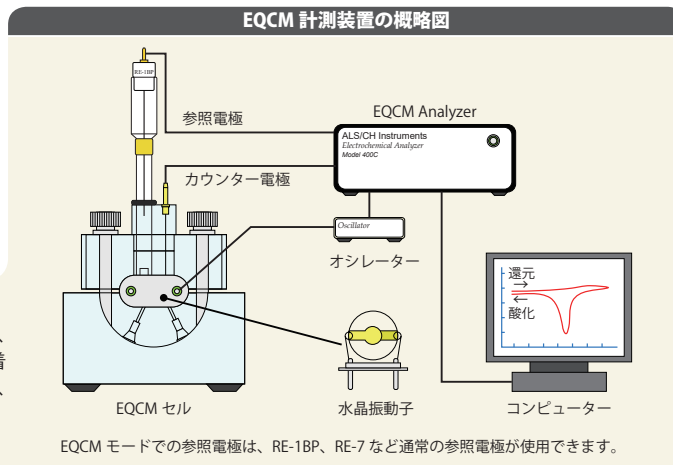 EQCM 計測装置の概略図
RE-1BP
参照電極
EQCM Analyzer
ALS/CH Instruments
Electrochemical Analyzer
Model 400C
カウンター電極
Oscillator
オシレーター
還元
→
←
酸化
、
着
、
EQCM セル
水晶振動子
コンピューター
EQCM モードでの参照電極は、RE-1BP、RE-7 など通常の参照電極が使用できます。